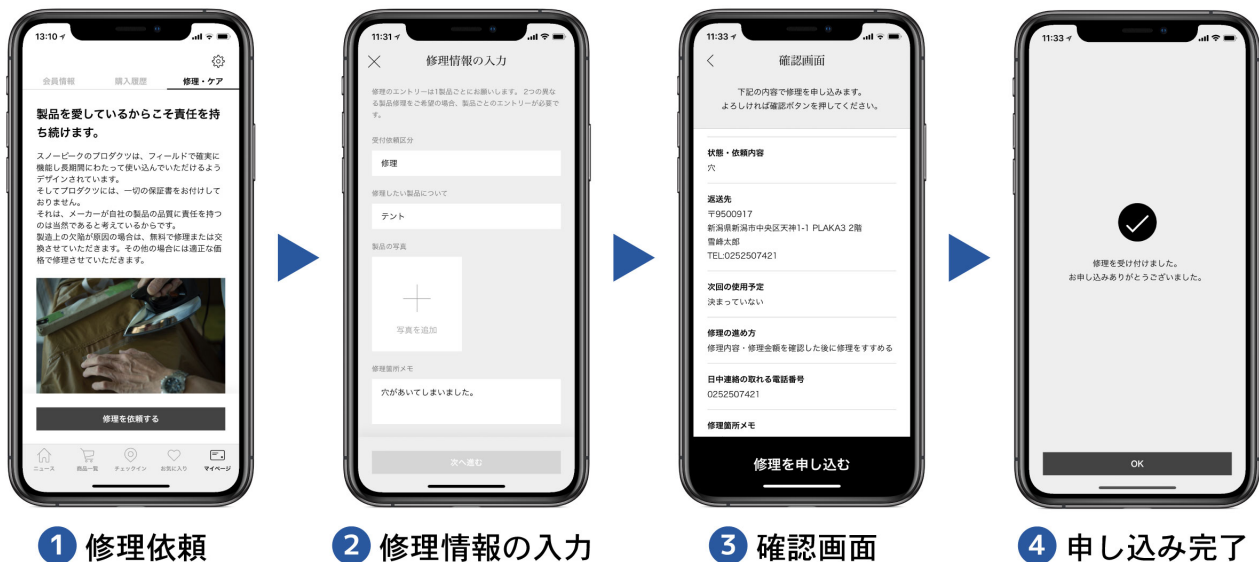 13:10
会員情報
購入履歴
修理・ケア
製品を愛しているからこそ責任を持
ち続けます。
スノーピークのプロダクツは、フィールドで確実に
機能し長期間にわたって使い込んでいただけるよう
デザインされています。
そしてプロダクツには、一切の保証書をお付けして
おりません。
それは、メーカーが自社の製品の品質に責任を持つ
のは当然であると考えているからです。
製造上の欠陥が原因の場合は、無料で修理または交
換させていただきます。その他の場合には適正な価
格で修理させていただきます。
修理を依頼する
ニュース
商品一覧
チェックイン
お気に入り
マイページ
1 修理依頼
11:31
修理情報の入力
修理のエントリーは1製品ごとにお願いします。 2つの異な
る製品修理をご希望の場合、製品ごとのエントリーが必要で
す。
受付依頼区分
修理
修理したい製品について
テント
製品の写真
写真を追加
修理箇所メモ
穴があいてしまいました。
次へ進む
2 修理情報の入力
11:33
確認画面
下記の内容で修理を申し込みます。
よろしければ確認ボタンを押してください。
状態・依頼内容
穴
返送先
〒9500917
新潟県新潟市中央区天神1-1 PLAKA3 2階
雪峰太郎
TEL:0252507421
次回の使用予定
決まっていない
修理の進め方
修理内容・修理金額を確認した後に修理をすすめる
日中連絡の取れる電話番号
0252507421
修理箇所メモ
修理を申し込む
3 確認画面
11:33
修理を受け付けました。
お申し込みありがとうございました。
OK
4 申し込み完了